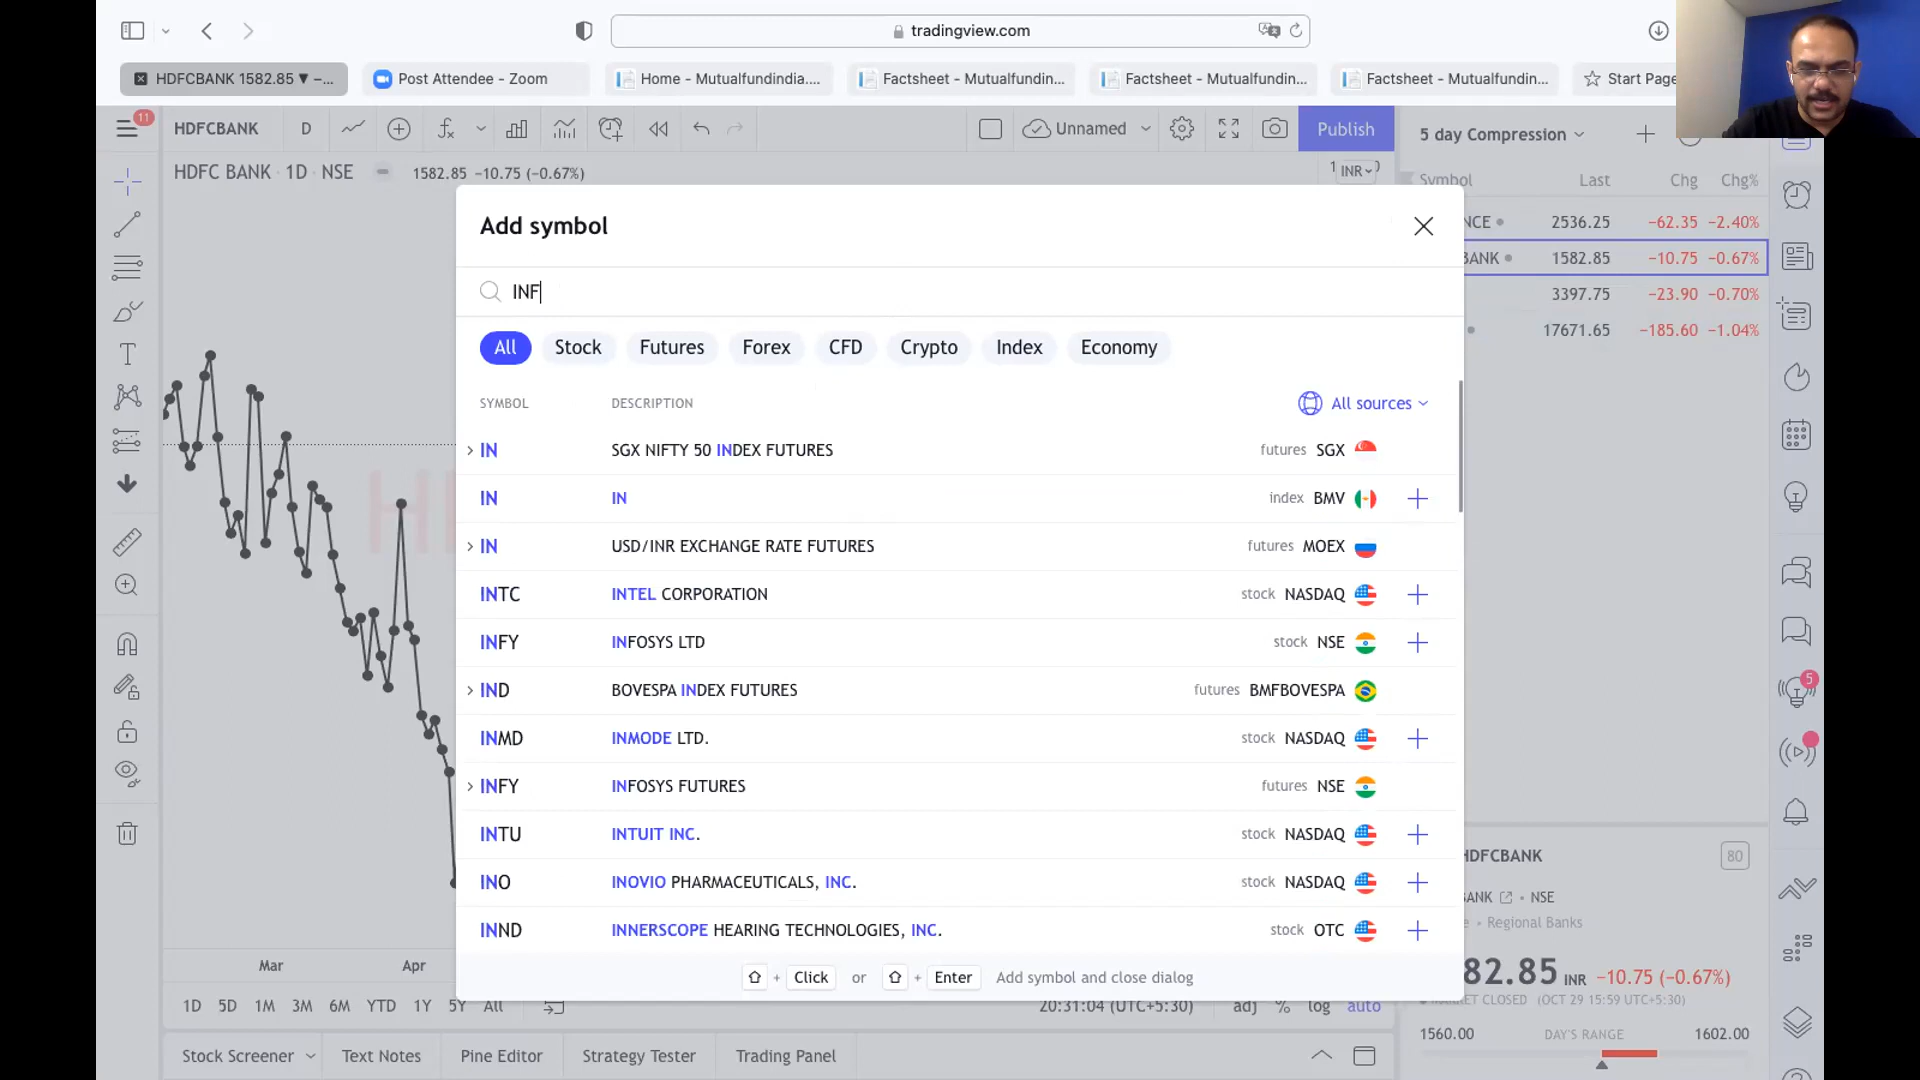 tradingview.com
HDFCBANK 1582.85 ▼ –...
Post Attendee - Zoom
Home - Mutualfundindia....
Factsheet - Mutualfundin...
Factsheet - Mutualfundin...
Factsheet - Mutualfundin...
Start Page
11
HDFCBANK
D
Unnamed
Publish
5 day Compression
HDFC BANK · 1D · NSE
1582.85 −10.75 (−0.67%)
INR
Symbol Last Chg Chg%
NCE 2536.25 −62.35 −2.40%
BANK 1582.85 −10.75 −0.67%
3397.75 −23.90 −0.70%
17671.65 −185.60 −1.04%
Add symbol
INF
All Stock Futures Forex CFD Crypto Index Economy
SYMBOL DESCRIPTION All sources
IN SGX NIFTY 50 INDEX FUTURES futures SGX
IN IN index BMV
IN USD/INR EXCHANGE RATE FUTURES futures MOEX
INTC INTEL CORPORATION stock NASDAQ
INFY INFOSYS LTD stock NSE
IND BOVESPA INDEX FUTURES futures BMFBOVESPA
INMD INMODE LTD. stock NASDAQ
INFY INFOSYS FUTURES futures NSE
INTU INTUIT INC. stock NASDAQ
INO INOVIO PHARMACEUTICALS, INC. stock NASDAQ
INND INNERSCOPE HEARING TECHNOLOGIES, INC. stock OTC
+ Click or + Enter Add symbol and close dialog
5
HDFCBANK
80
ANK • NSE
e • Regional Banks
82.85 INR −10.75 (−0.67%)
MARKET CLOSED (OCT 29 15:59 UTC+5:30)
1560.00 DAY'S RANGE 1602.00
Mar Apr
1D 5D 1M 3M 6M YTD 1Y 5Y All
20:31:04 (UTC+5:30)
adj % log auto
Stock Screener Text Notes Pine Editor Strategy Tester Trading Panel